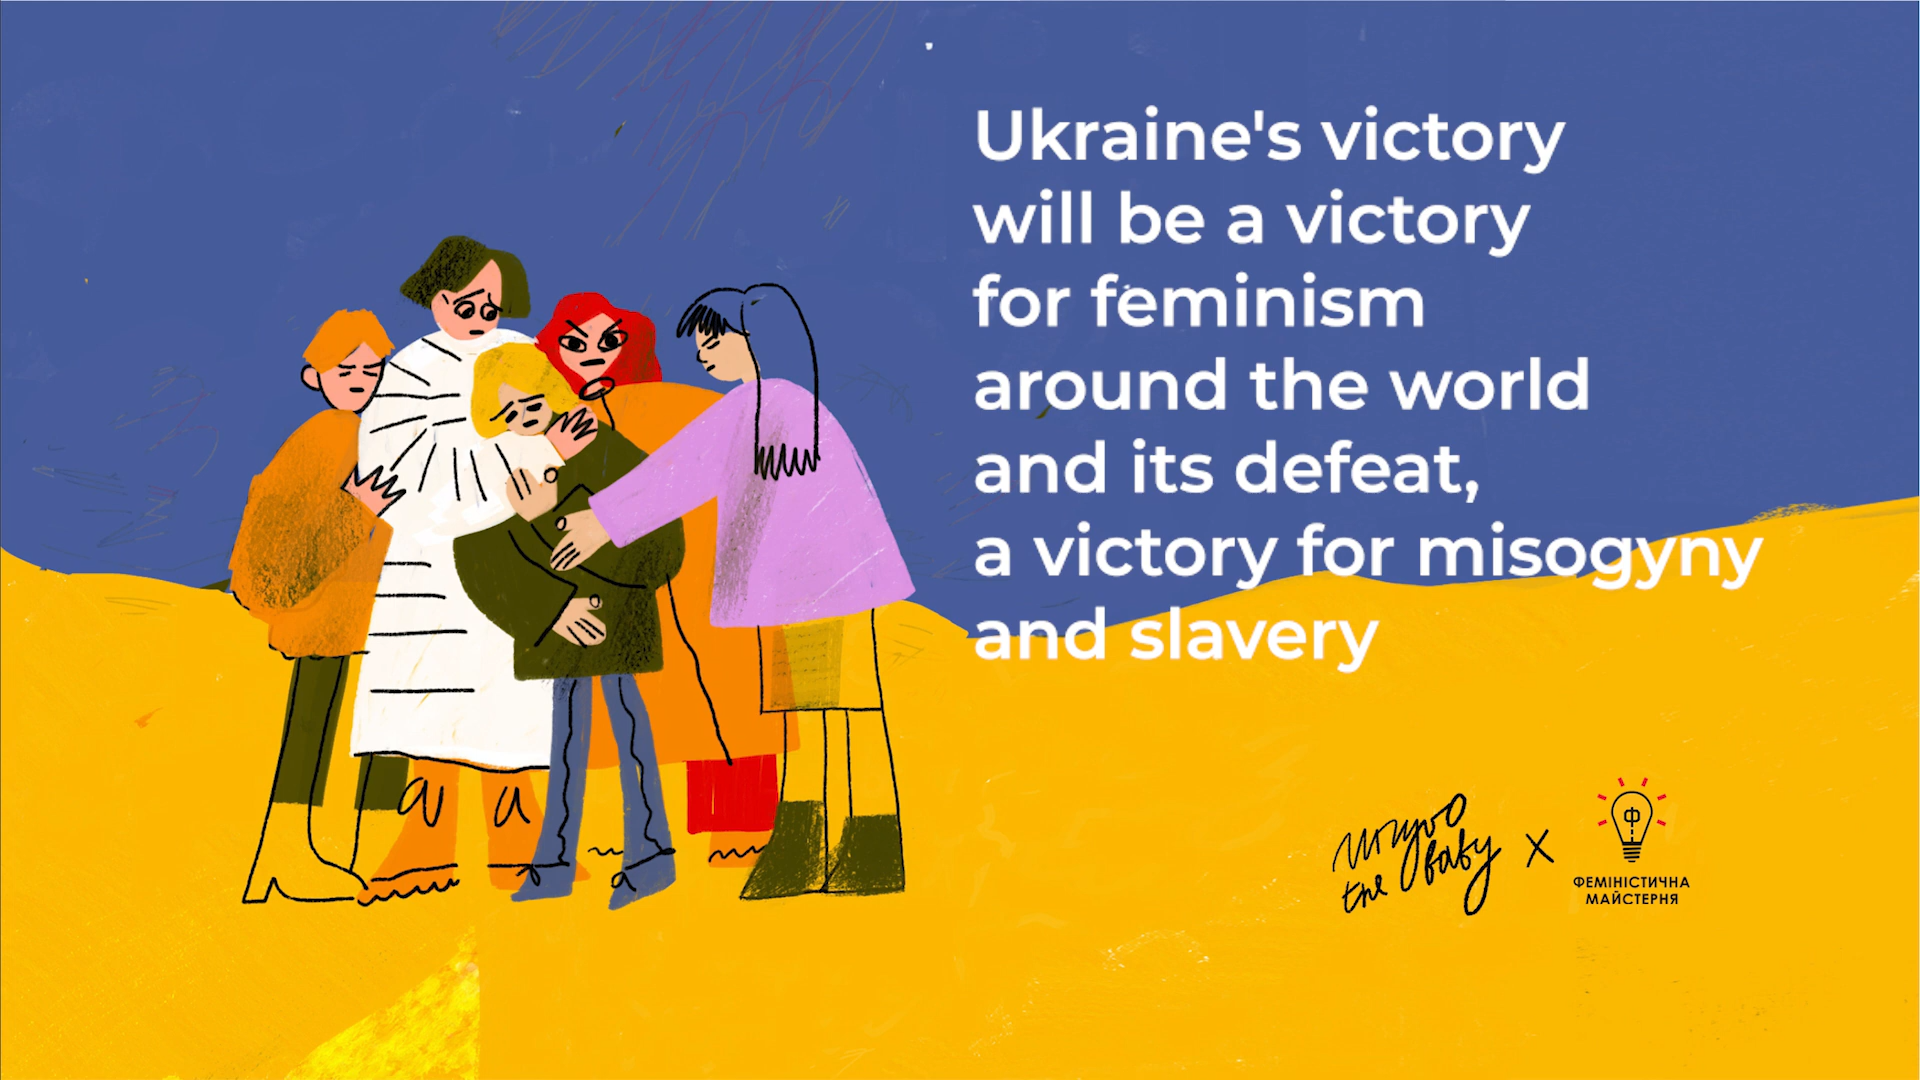 Ukraine's victory
will be a victory
for feminism
around the world
and its defeat,
a victory for misogyny
and slavery
the baby
X
Ф
ФЕМІНІСТИЧНА
МАЙСТЕРНЯ